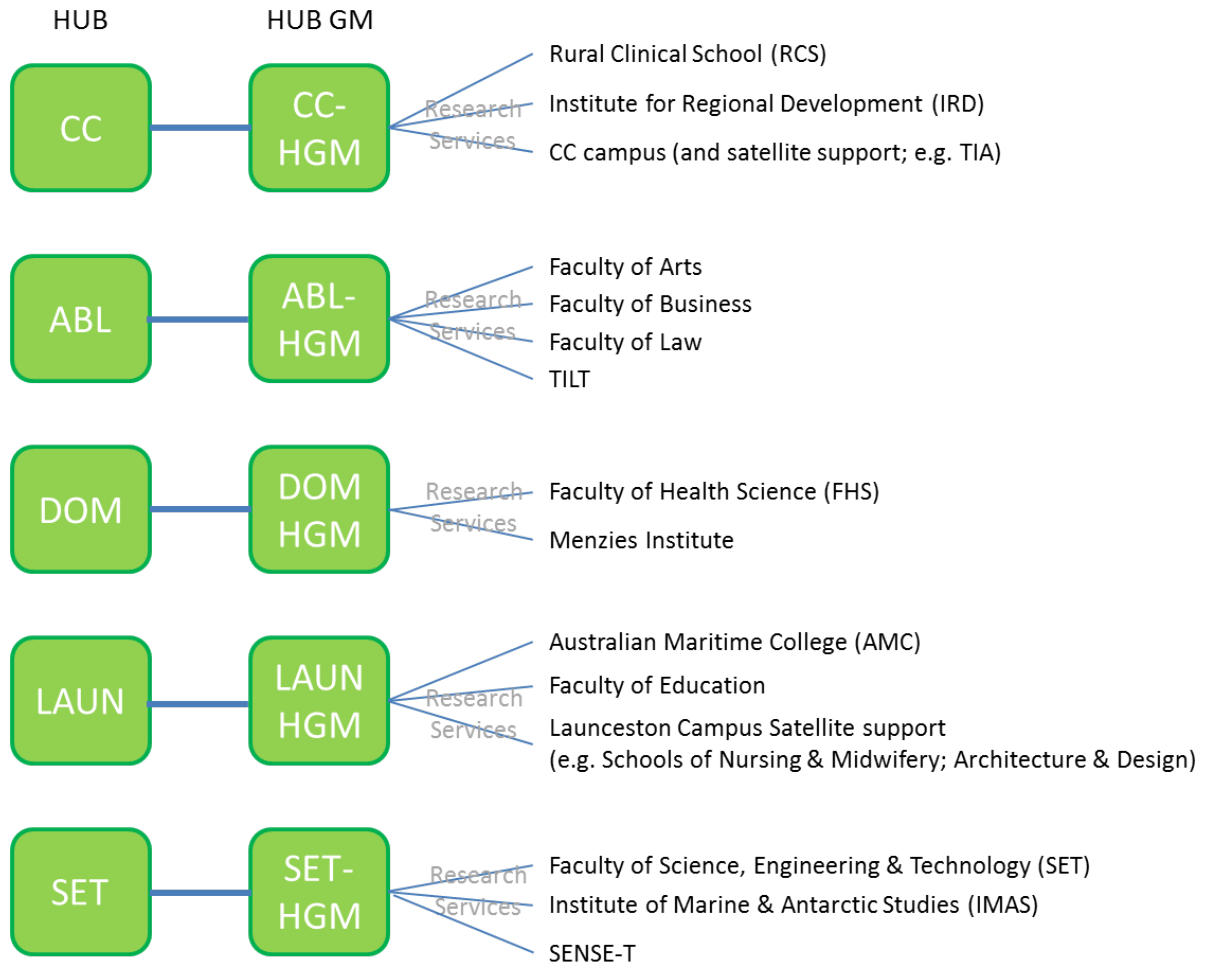 HUB
HUB GM
CC
CC-
HGM
Research
Services
Rural Clinical School (RCS)
Institute for Regional Development (IRD)
CC campus (and satellite support; e.g. TIA)
ABL
ABL-
HGM
Research
Services
Faculty of Arts
Faculty of Business
Faculty of Law
TILT
DOM
DOM
HGM
Research
Services
Faculty of Health Science (FHS)
Menzies Institute
LAUN
LAUN
HGM
Research
Services
Australian Maritime College (AMC)
Faculty of Education
Launceston Campus Satellite support
(e.g. Schools of Nursing & Midwifery; Architecture & Design)
SET
SET-
HGM
Research
Services
Faculty of Science, Engineering & Technology (SET)
Institute of Marine & Antarctic Studies (IMAS)
SENSE-T